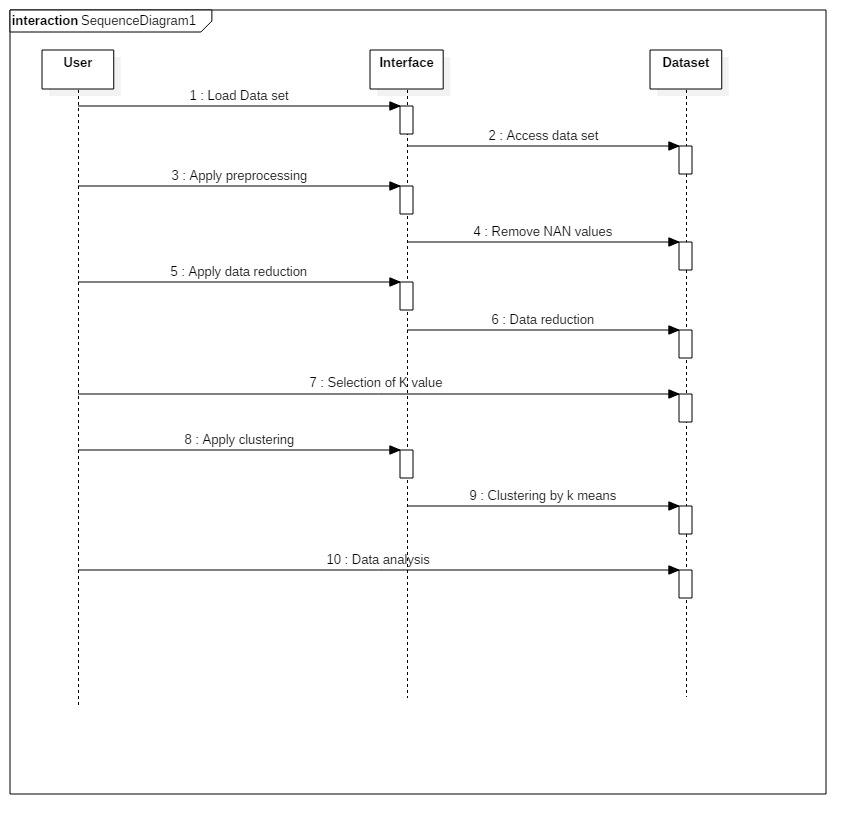 interaction SequenceDiagram1
User
Interface
Dataset
1 : Load Data set
2 : Access data set
3 : Apply preprocessing
4 : Remove NAN values
5 : Apply data reduction
6 : Data reduction
7 : Selection of K value
8 : Apply clustering
9 : Clustering by k means
10 : Data analysis